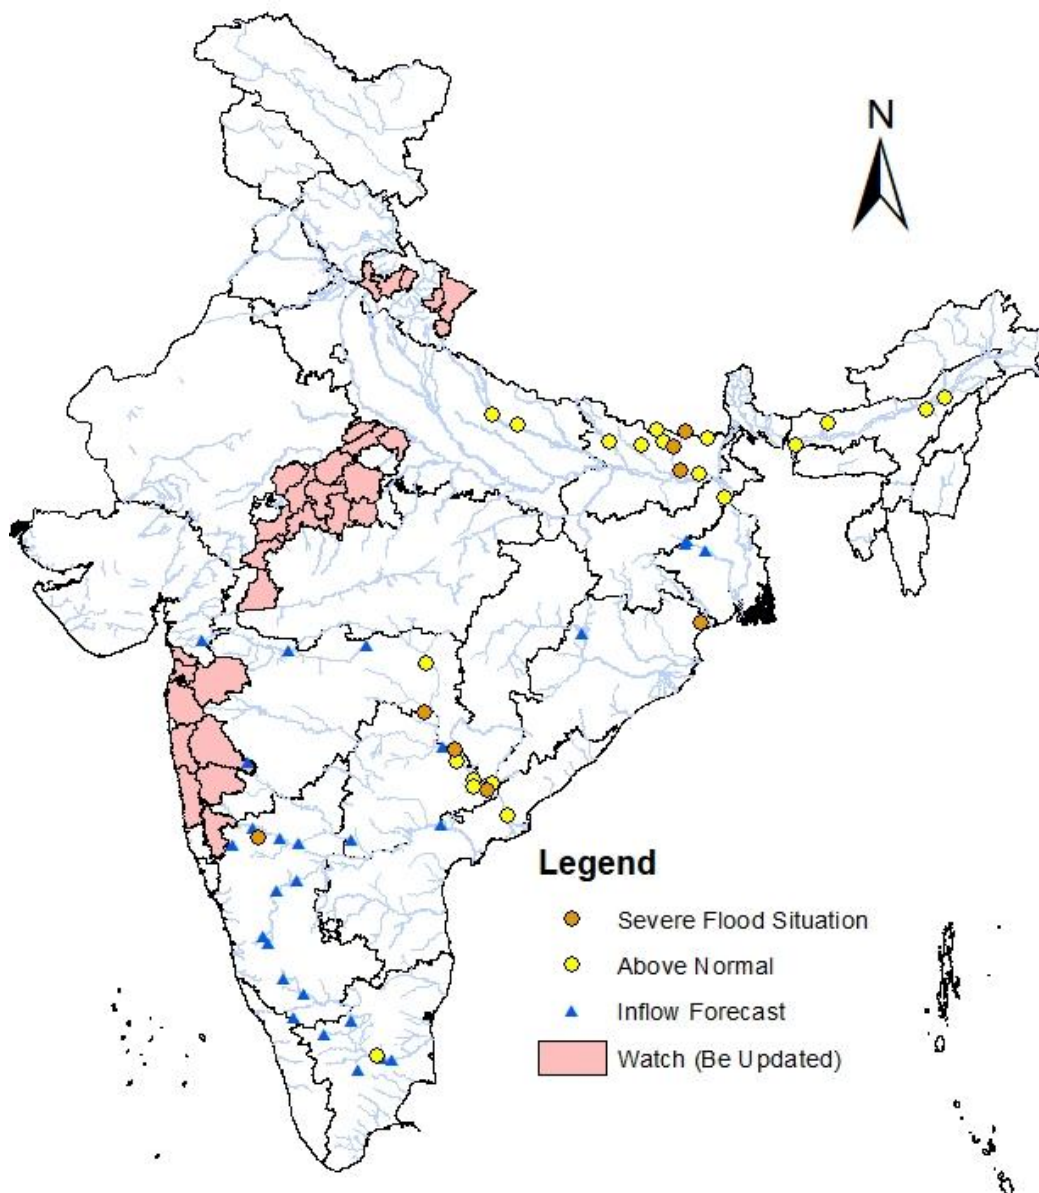 N
Legend
Severe Flood Situation
Above Normal
Inflow Forecast
Watch (Be Updated)